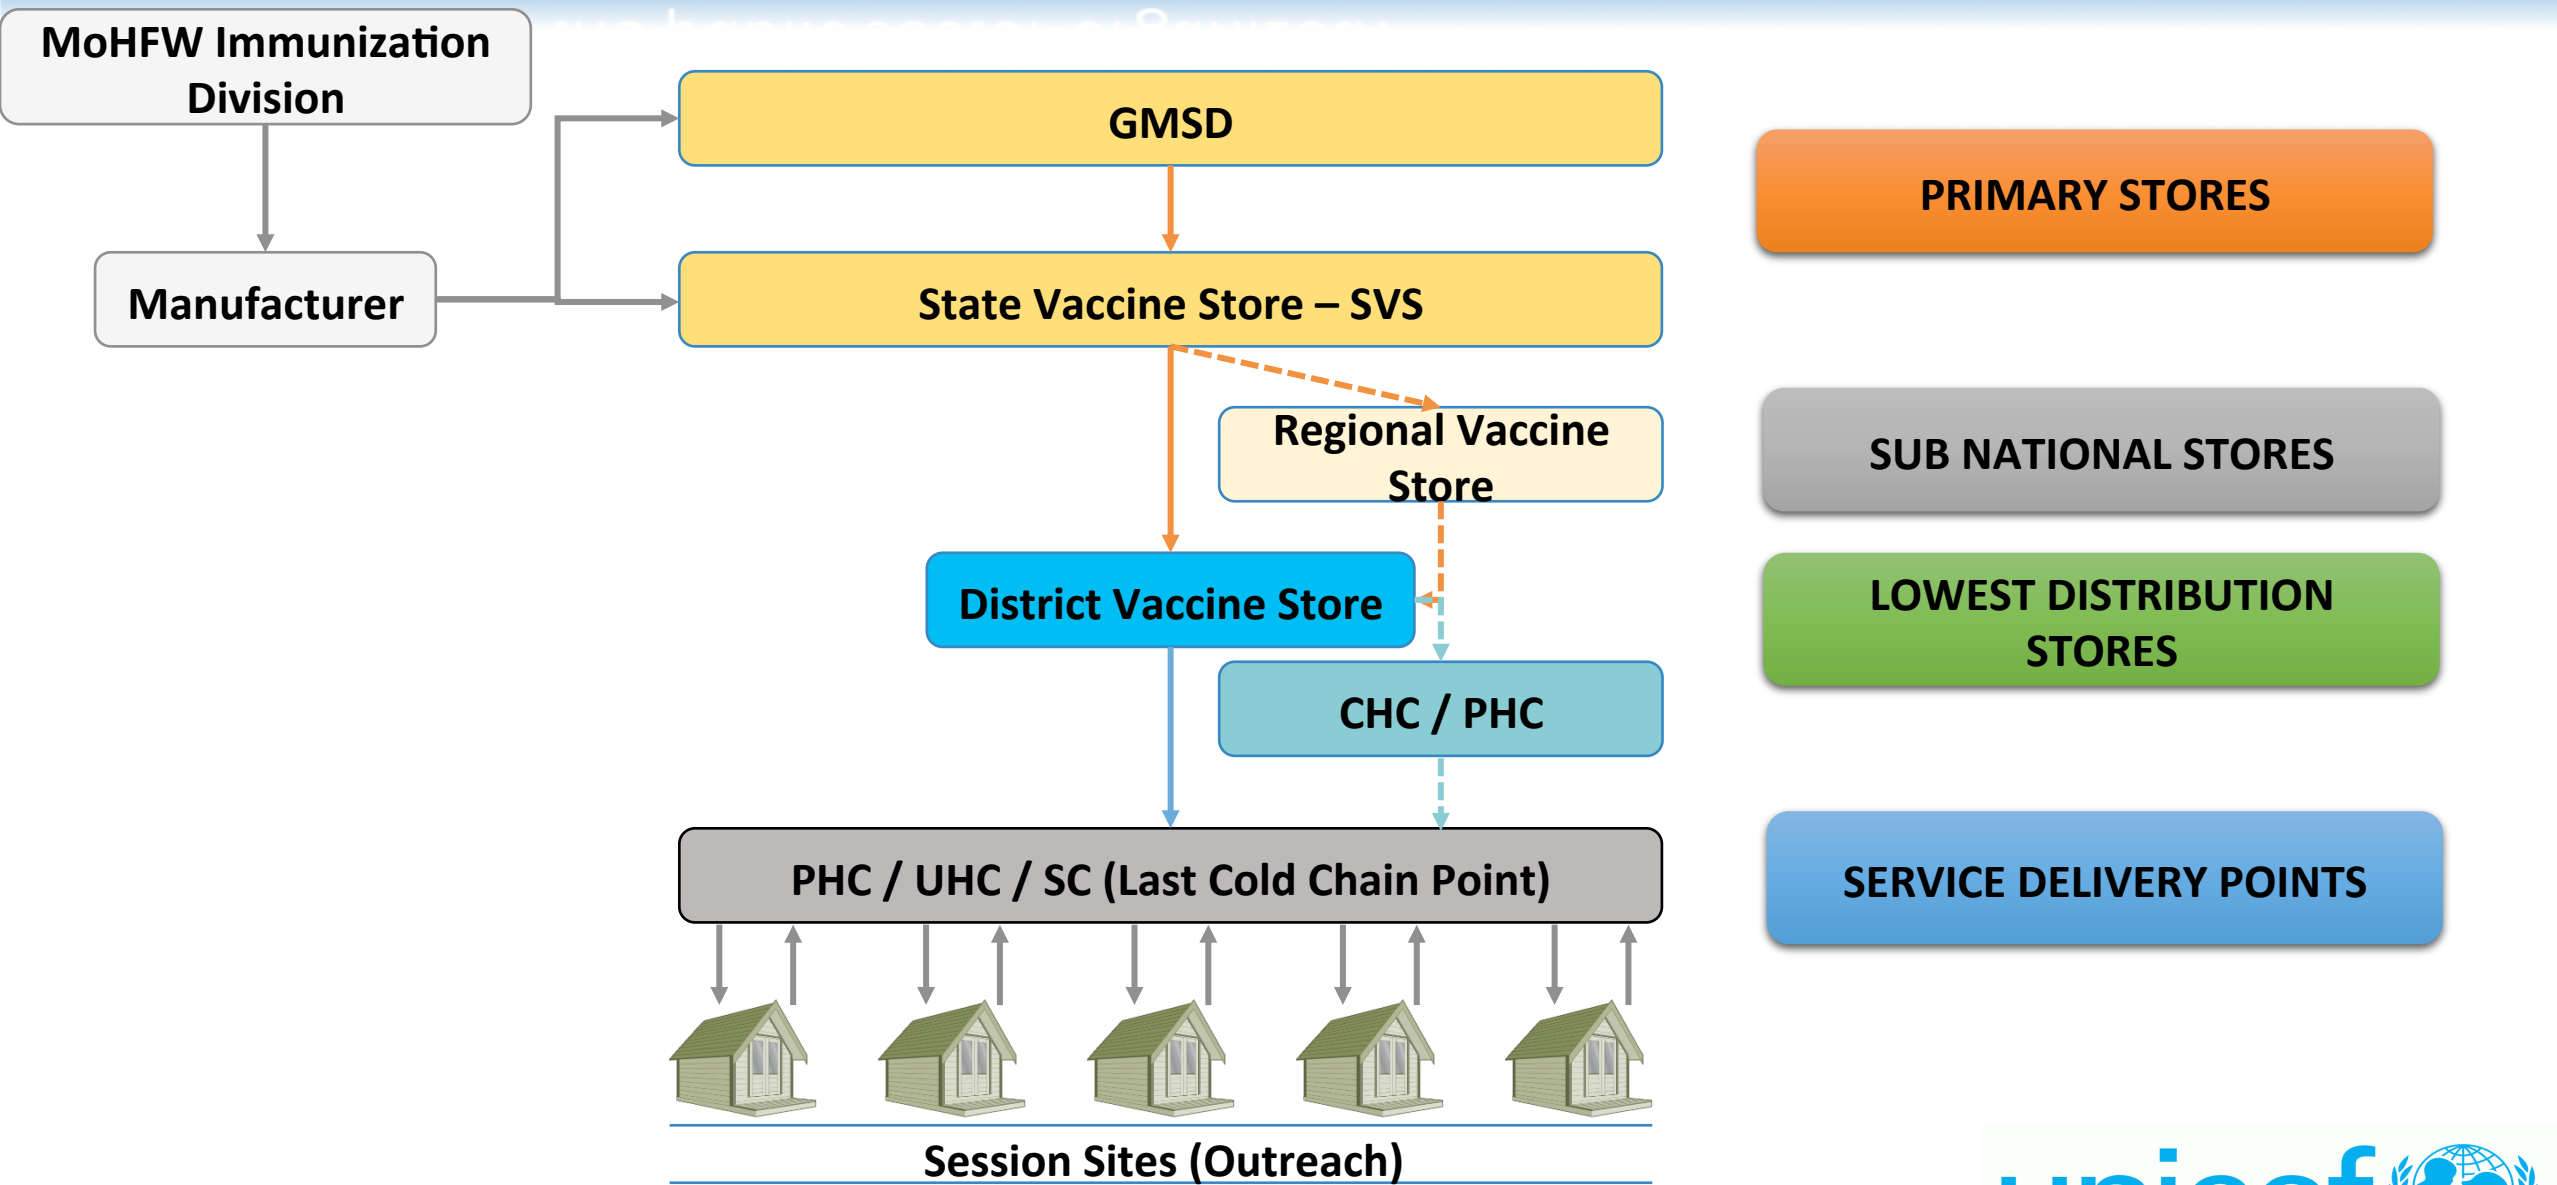 MoHFW Immunization
Division
GMSD
PRIMARY STORES
Manufacturer
State Vaccine Store – SVS
Regional Vaccine
Store
SUB NATIONAL STORES
District Vaccine Store
LOWEST DISTRIBUTION
STORES
CHC / PHC
PHC / UHC / SC (Last Cold Chain Point)
SERVICE DELIVERY POINTS
Session Sites (Outreach)
unicef